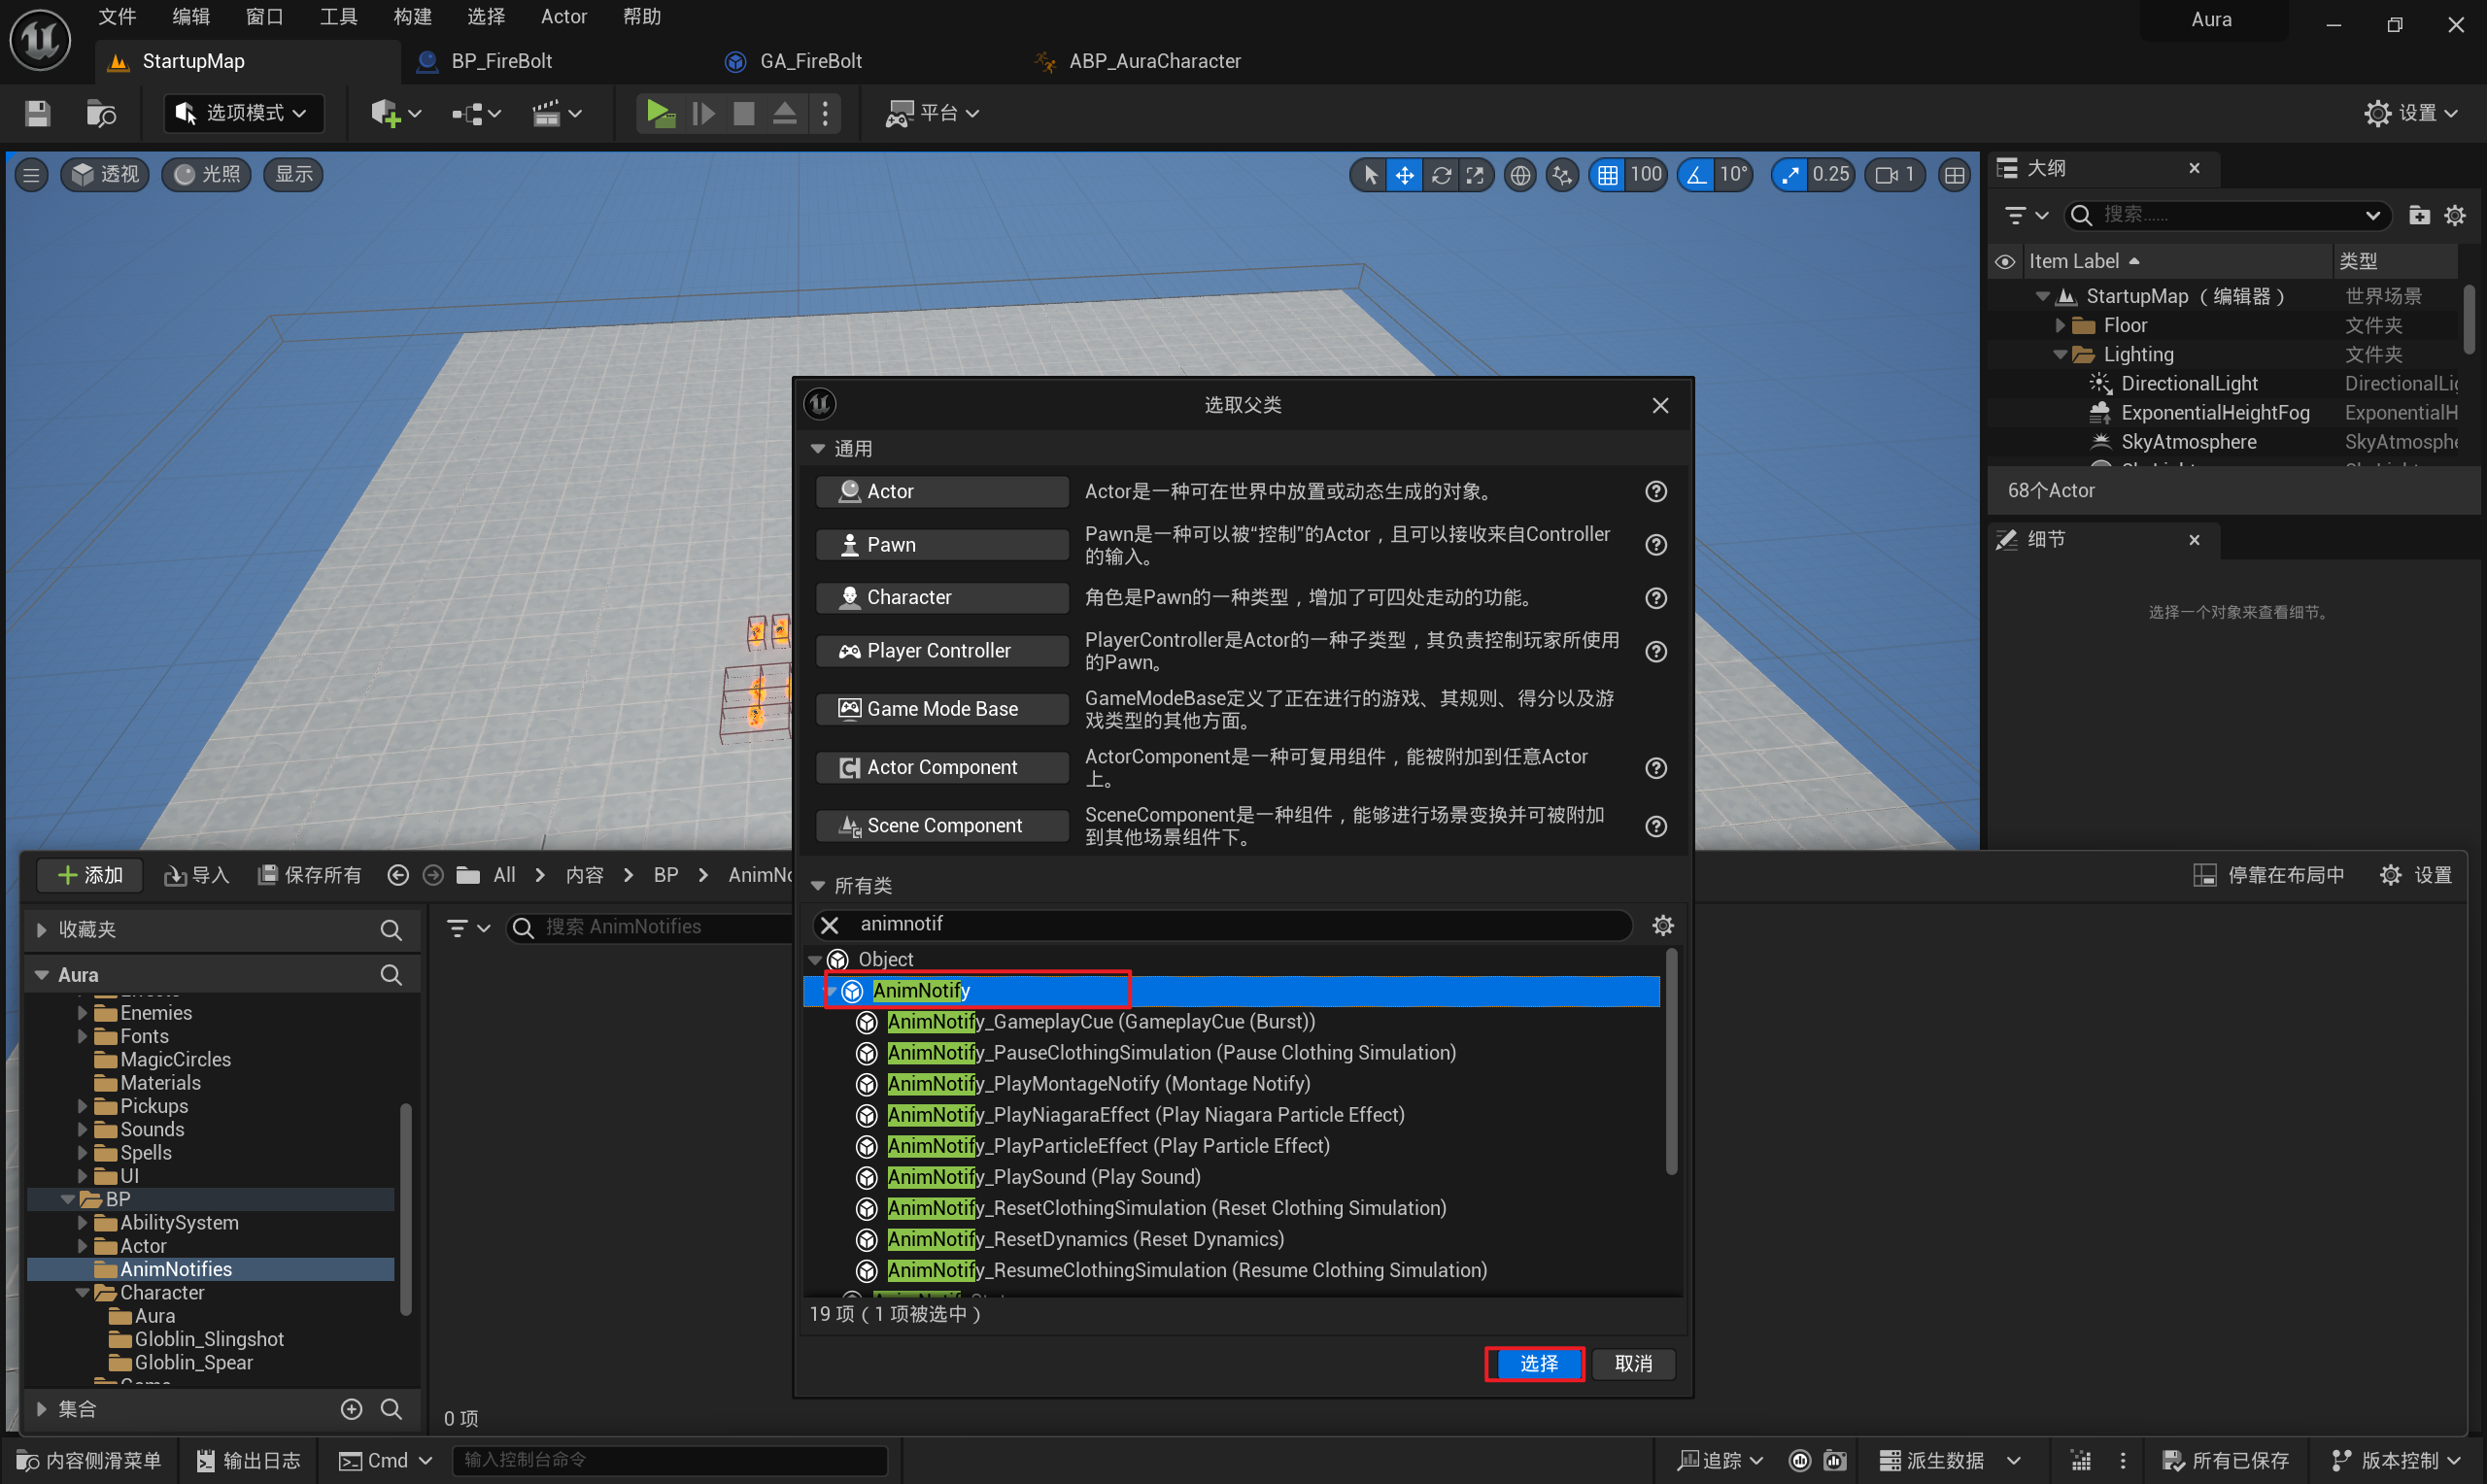 文件 编辑 窗口 工具 构建 选择 Actor 帮助
Aura
StartupMap BP_FireBolt GA_FireBolt ABP_AuraCharacter
选项模式 平台 设置
透视 光照 显示 100 10° 0.25 1
大纲
搜索......
Item Label 类型
StartupMap （编辑器） 世界场景
Floor 文件夹
Lighting 文件夹
DirectionalLight DirectionalLig
ExponentialHeightFog ExponentialH
SkyAtmosphere SkyAtmosphe
68个Actor
细节
选择一个对象来查看细节。
选取父类
通用
Actor Actor是一种可在世界中放置或动态生成的对象。
Pawn Pawn是一种可以被“控制”的Actor，且可以接收来自Controller
的输入。
Character 角色是Pawn的一种类型，增加了可四处走动的功能。
Player Controller PlayerController是Actor的一种子类型，其负责控制玩家所使用
的Pawn。
Game Mode Base GameModeBase定义了正在进行的游戏、其规则、得分以及游
戏类型的其他方面。
Actor Component ActorComponent是一种可复用组件，能被附加到任意Actor
上。
Scene Component SceneComponent是一种组件，能够进行场景变换并可被附加
到其他场景组件下。
所有类
animnotif
Object
AnimNotify
AnimNotify_GameplayCue (GameplayCue (Burst))
AnimNotify_PauseClothingSimulation (Pause Clothing Simulation)
AnimNotify_PlayMontageNotify (Montage Notify)
AnimNotify_PlayNiagaraEffect (Play Niagara Particle Effect)
AnimNotify_PlayParticleEffect (Play Particle Effect)
AnimNotify_PlaySound (Play Sound)
AnimNotify_ResetClothingSimulation (Reset Clothing Simulation)
AnimNotify_ResetDynamics (Reset Dynamics)
AnimNotify_ResumeClothingSimulation (Resume Clothing Simulation)
19 项（1 项被选中）
选择 取消
添加 导入 保存所有 All 内容 BP AnimNo 停靠在布局中 设置
收藏夹
搜索 AnimNotifies
Aura
Enemies
Fonts
MagicCircles
Materials
Pickups
Sounds
Spells
UI
BP
AbilitySystem
Actor
AnimNotifies
Character
Aura
Globlin_Slingshot
Globlin_Spear
集合
0 项
内容侧滑菜单 输出日志 Cmd 输入控制台命令 追踪 派生数据 所有已保存 版本控制